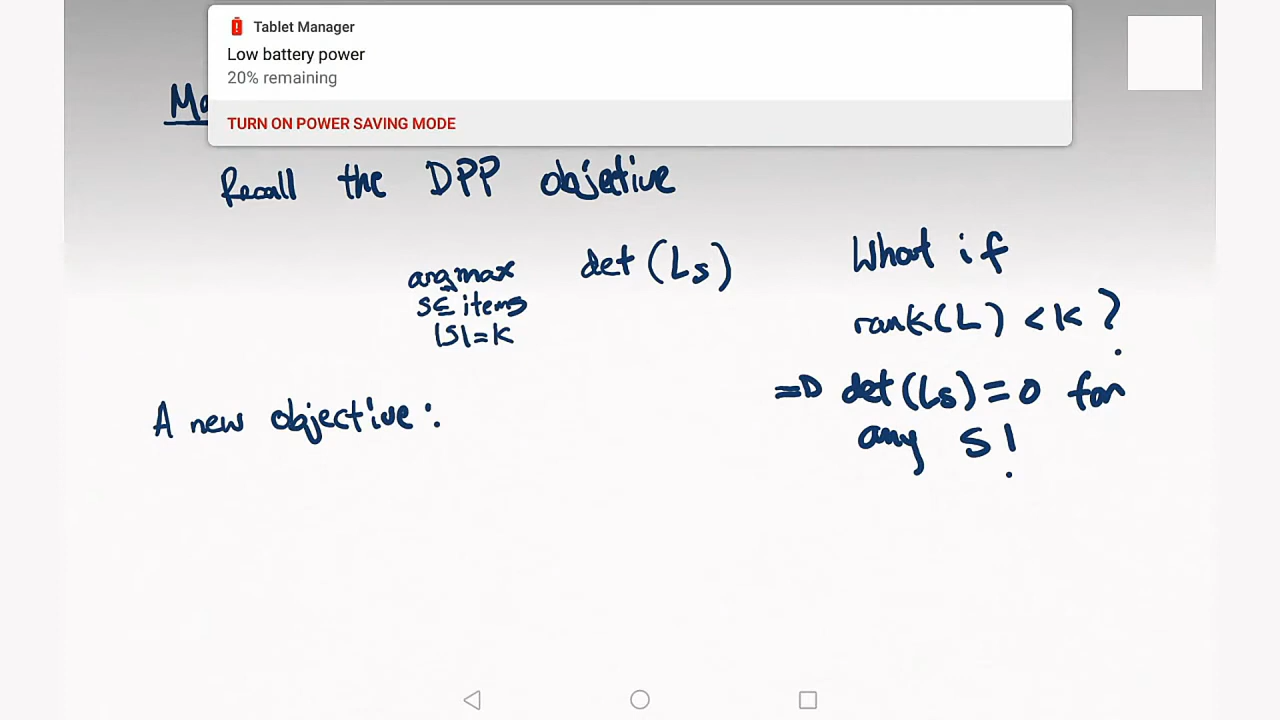 Tablet Manager
Low battery power
20% remaining
TURN ON POWER SAVING MODE
Recall the DPP objetive
argmax det (Ls)
S⊆ items
|S|=K
What if
rank(L) < K ?
=D det(Ls) = 0 for
any S!
A new objective :